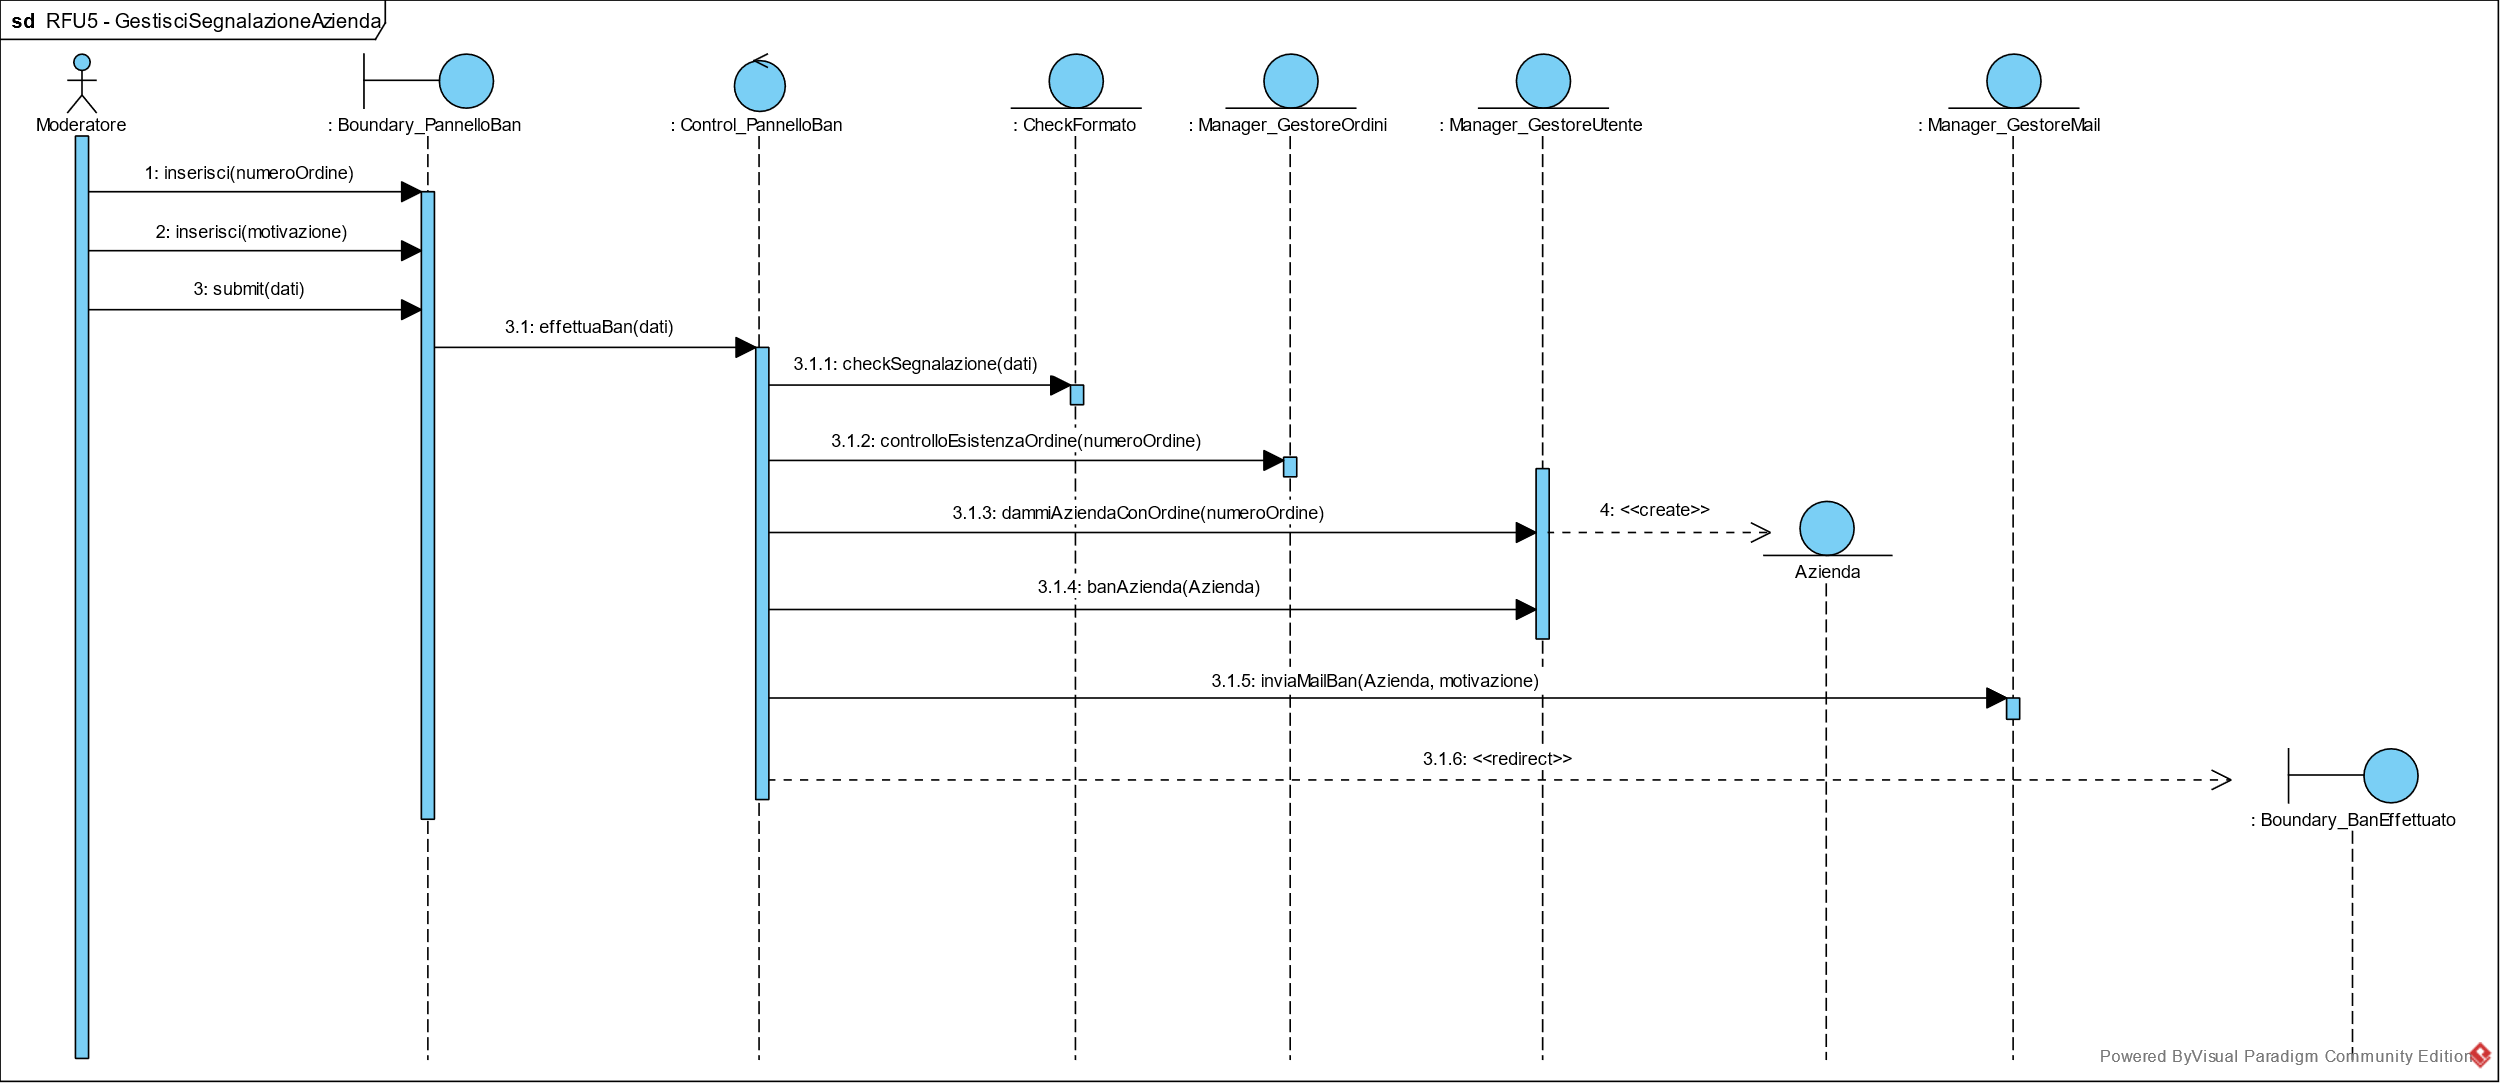 sd RFU5 - GestisciSegnalazioneAzienda
Moderatore
: Boundary_PannelloBan
: Control_PannelloBan
: CheckFormato
: Manager_GestoreOrdini
: Manager_GestoreUtente
: Manager_GestoreMail
1: inserisci(numeroOrdine)
2: inserisci(motivazione)
3: submit(dati)
3.1: effettuaBan(dati)
3.1.1: checkSegnalazione(dati)
3.1.2: controlloEsistenzaOrdine(numeroOrdine)
3.1.3: dammiAziendaConOrdine(numeroOrdine)
4: <<create>>
Azienda
3.1.4: banAzienda(Azienda)
3.1.5: inviaMailBan(Azienda, motivazione)
3.1.6: <<redirect>>
: Boundary_BanEffettuato
Powered ByVisual Paradigm Community Edition